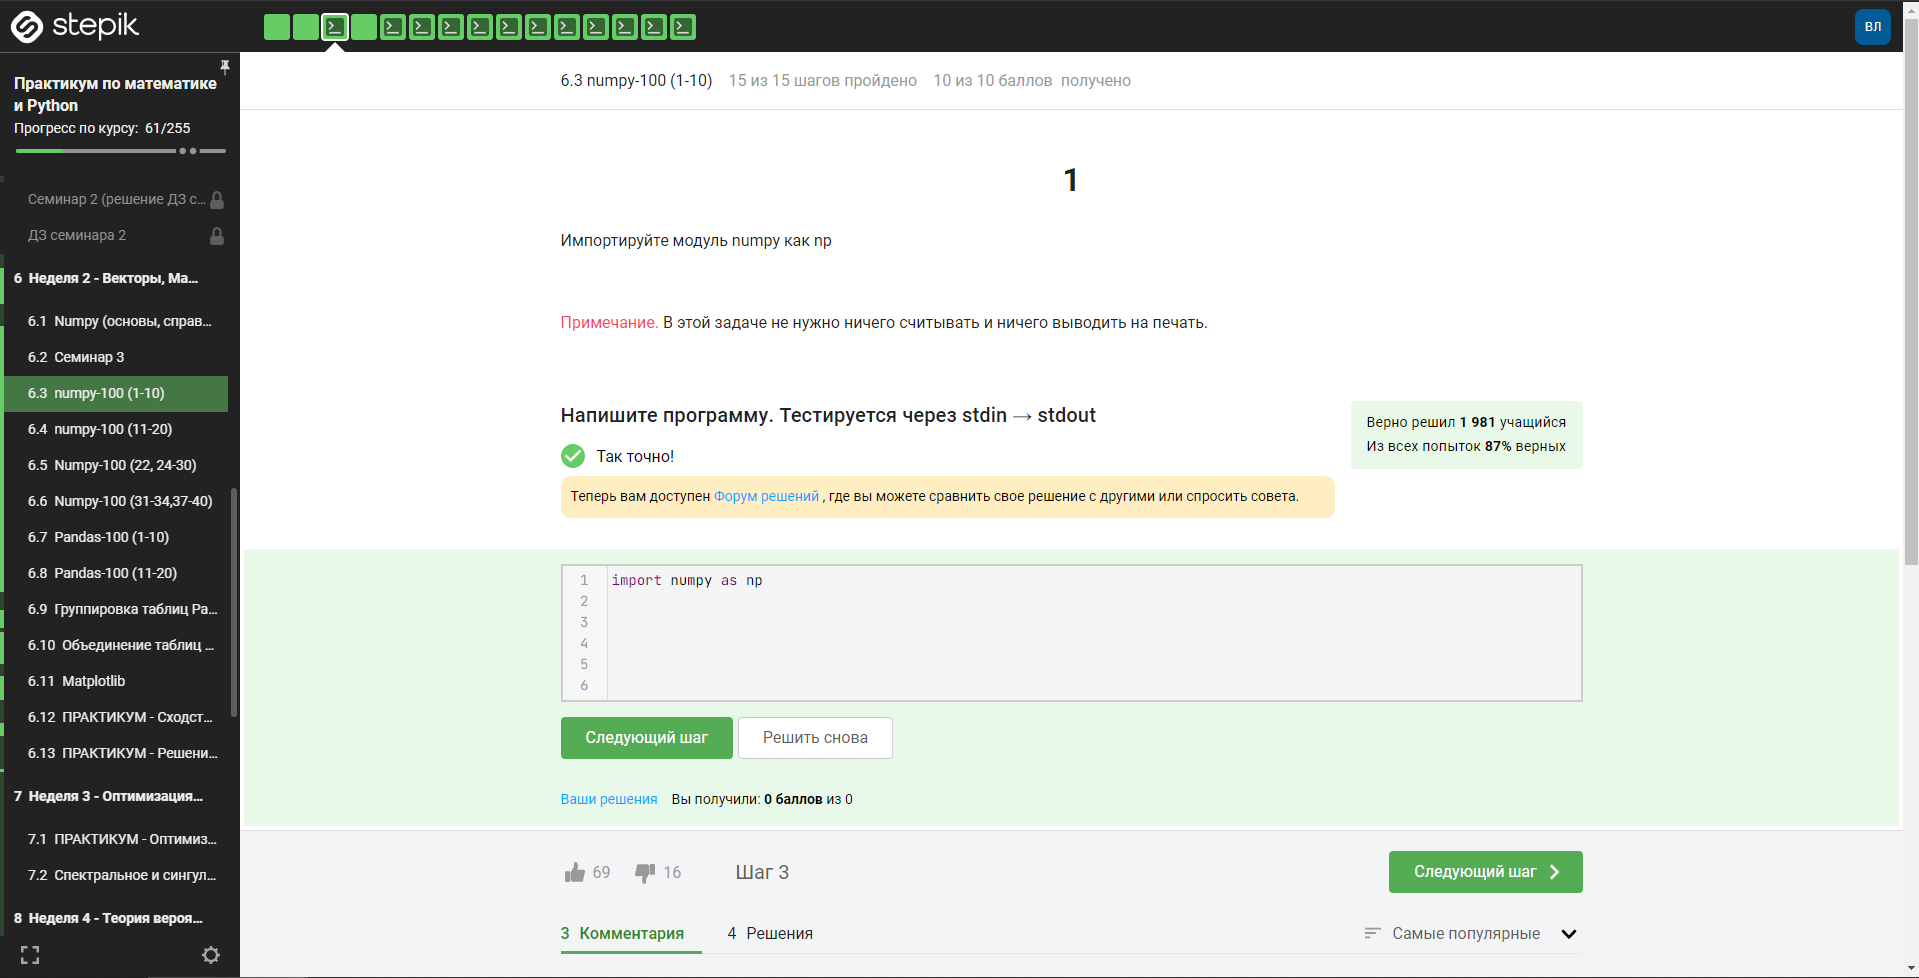 stepik
ВЛ
Практикум по математике
и Python
Прогресс по курсу: 61/255
Семинар 2 (решение ДЗ с...
ДЗ семинара 2
6 Неделя 2 - Векторы, Ма...
6.1 Numpy (основы, справ...
6.2 Семинар 3
6.3 numpy-100 (1-10)
6.4 numpy-100 (11-20)
6.5 Numpy-100 (22, 24-30)
6.6 Numpy-100 (31-34,37-40)
6.7 Pandas-100 (1-10)
6.8 Pandas-100 (11-20)
6.9 Группировка таблиц Pa...
6.10 Объединение таблиц ...
6.11 Matplotlib
6.12 ПРАКТИКУМ - Сходст...
6.13 ПРАКТИКУМ - Решени...
7 Неделя 3 - Оптимизация...
7.1 ПРАКТИКУМ - Оптимиз...
7.2 Спектральное и сингул...
8 Неделя 4 - Теория вероя...
6.3 numpy-100 (1-10) 15 из 15 шагов пройдено 10 из 10 баллов получено
1
Импортируйте модуль numpy как np
Примечание. В этой задаче не нужно ничего считывать и ничего выводить на печать.
Напишите программу. Тестируется через stdin → stdout
Верно решил 1 981 учащийся
Из всех попыток 87% верных
Так точно!
Теперь вам доступен Форум решений , где вы можете сравнить свое решение с другими или спросить совета.
1 import numpy as np
2
3
4
5
6
Следующий шаг Решить снова
Ваши решения Вы получили: 0 баллов из 0
69 16 Шаг 3 Следующий шаг
3 Комментария 4 Решения Самые популярные